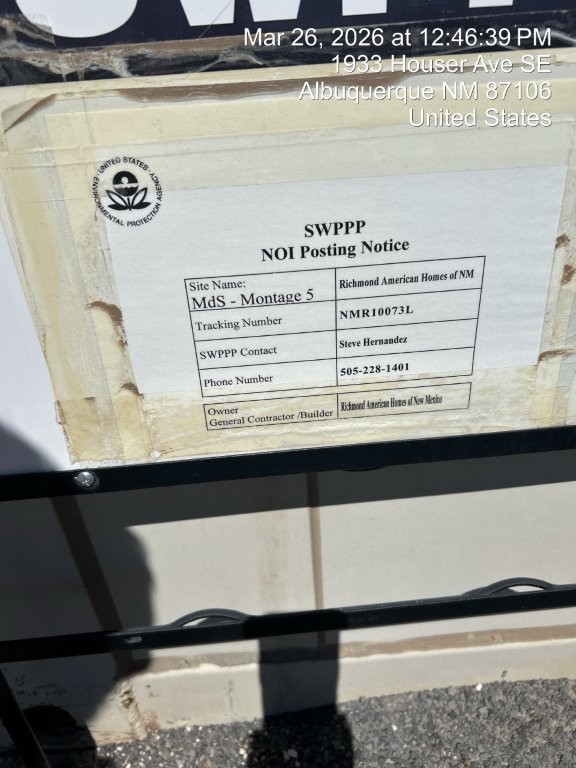 Mar 26, 2026 at 12:46:39 PM
1933 Houser Ave SE
Albuquerque NM 87106
United States
UNITED STATES
ENVIRONMENTAL PROTECTION AGENCY
SWPPP
NOI Posting Notice
Site Name:
MdS - Montage 5
Richmond American Homes of NM
Tracking Number
NMR10073L
SWPPP Contact
Steve Hernandez
Phone Number
505-228-1401
Owner
General Contractor /Builder
Richmond American Homes of New Mexico